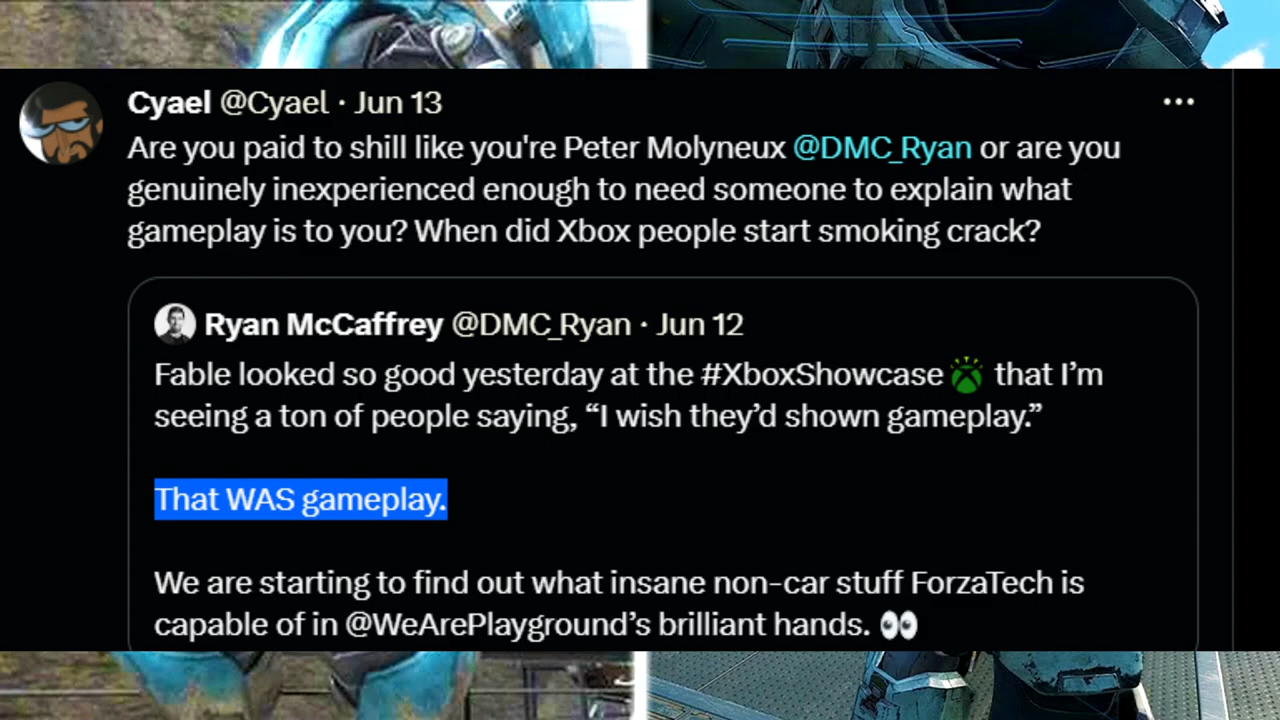 Cyael @Cyael · Jun 13
Are you paid to shill like you're Peter Molyneux @DMC_Ryan or are you
genuinely inexperienced enough to need someone to explain what
gameplay is to you? When did Xbox people start smoking crack?
Ryan McCaffrey @DMC_Ryan · Jun 12
Fable looked so good yesterday at the #XboxShowcase that I’m
seeing a ton of people saying, “I wish they’d shown gameplay.”
That WAS gameplay.
We are starting to find out what insane non-car stuff ForzaTech is
capable of in @WeArePlayground’s brilliant hands. 👀